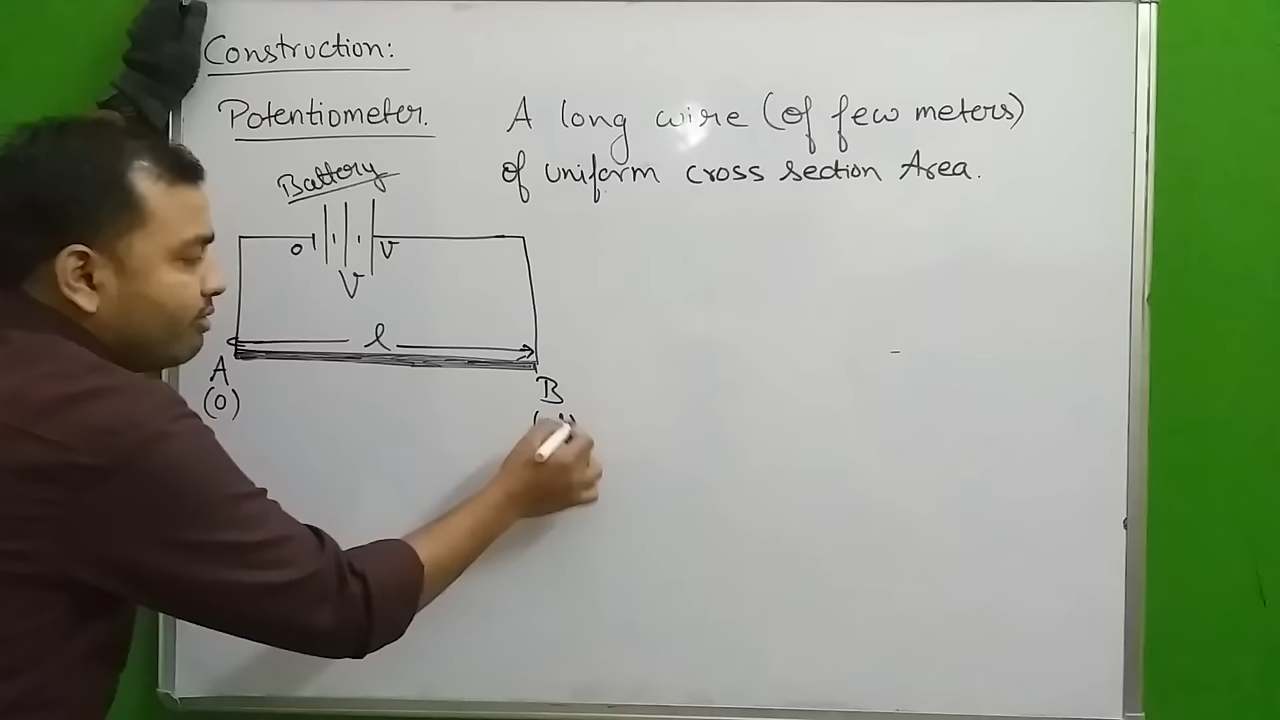 Construction:
Potentiometer.
A long wire (of few meters)
of uniform cross section Area.
Battery
0 V
V
l
A
B
(0)